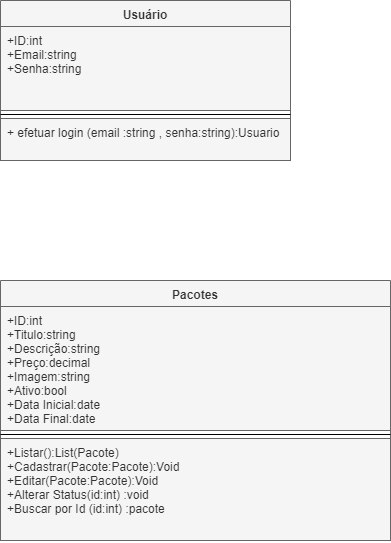 Usuário
+ID:int
+Email:string
+Senha:string
+ efetuar login (email :string , senha:string):Usuario
Pacotes
+ID:int
+Titulo:string
+Descrição:string
+Preço:decimal
+Imagem:string
+Ativo:bool
+Data Inicial:date
+Data Final:date
+Listar():List(Pacote)
+Cadastrar(Pacote:Pacote):Void
+Editar(Pacote:Pacote):Void
+Alterar Status(id:int) :void
+Buscar por Id (id:int) :pacote